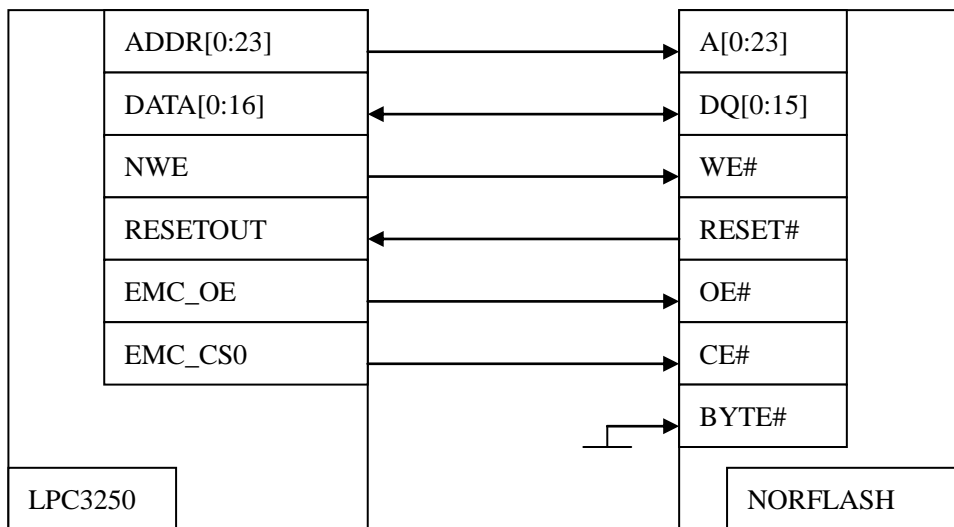 ADDR[0:23] A[0:23]
DATA[0:16] DQ[0:15]
NWE WE#
RESETOUT RESET#
EMC_OE OE#
EMC_CS0 CE#
BYTE#
LPC3250 NORFLASH